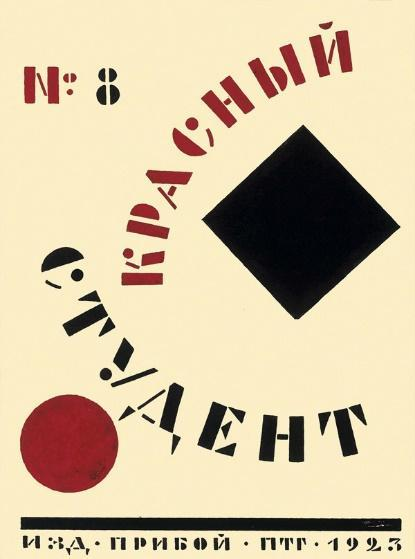 № 8
КРАСНЫЙ
СТУДЕНТ
ИЗД · ПРИБОЙ · ПТГ · 1923